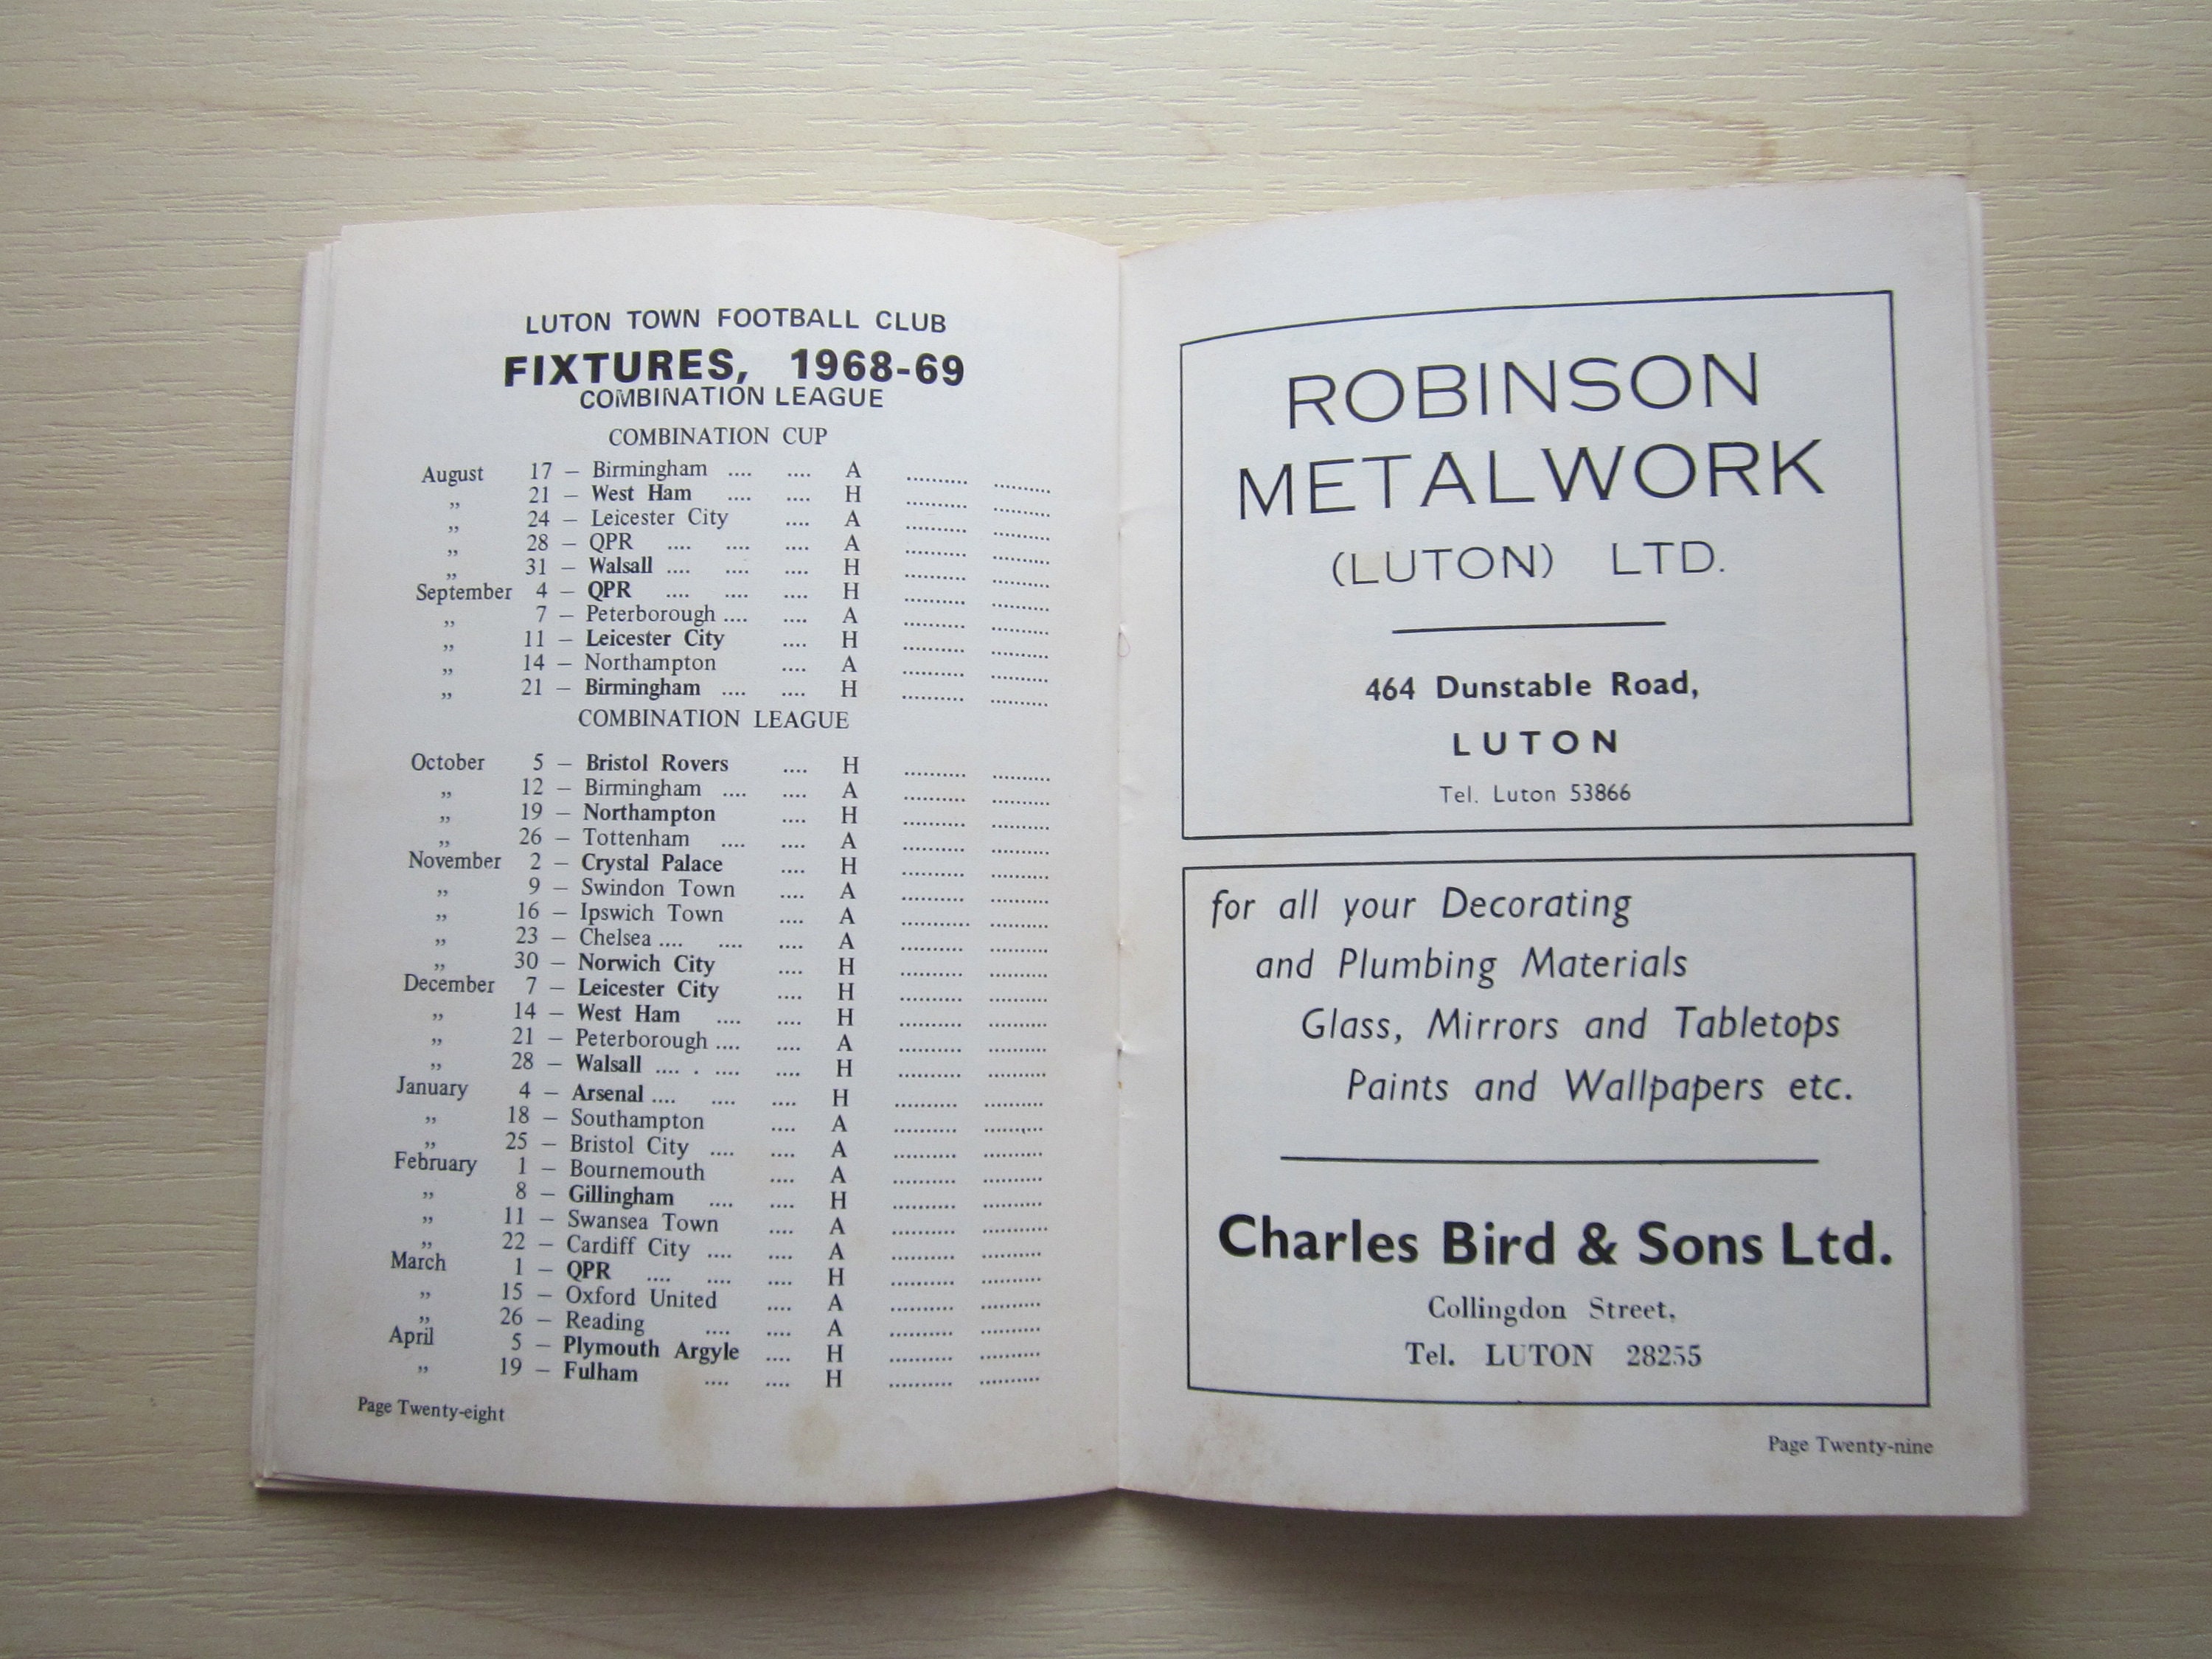 LUTON TOWN FOOTBALL CLUB
FIXTURES, 1968-69
COMBINATION LEAGUE
COMBINATION CUP
August 17 – Birmingham .... .... A .......... ..........
„ 21 – West Ham .... .... H .......... ..........
„ 24 – Leicester City .... A .......... ..........
„ 28 – QPR .... .... .... A .......... ..........
„ 31 – Walsall .... .... .... H .......... ..........
September 4 – QPR .... .... .... H .......... ..........
„ 7 – Peterborough .... .... A .......... ..........
„ 11 – Leicester City .... H .......... ..........
„ 14 – Northampton .... A .......... ..........
„ 21 – Birmingham .... .... H .......... ..........
COMBINATION LEAGUE
October 5 – Bristol Rovers .... H .......... ..........
„ 12 – Birmingham .... .... A .......... ..........
„ 19 – Northampton .... H .......... ..........
„ 26 – Tottenham .... .... A .......... ..........
November 2 – Crystal Palace .... H .......... ..........
„ 9 – Swindon Town .... A .......... ..........
„ 16 – Ipswich Town .... A .......... ..........
„ 23 – Chelsea .... .... .... A .......... ..........
„ 30 – Norwich City .... H .......... ..........
December 7 – Leicester City .... H .......... ..........
„ 14 – West Ham .... .... H .......... ..........
„ 21 – Peterborough .... .... A .......... ..........
„ 28 – Walsall .... . .... .... H .......... ..........
January 4 – Arsenal .... .... .... H .......... ..........
„ 18 – Southampton .... A .......... ..........
„ 25 – Bristol City .... .... A .......... ..........
February 1 – Bournemouth .... A .......... ..........
„ 8 – Gillingham .... .... H .......... ..........
„ 11 – Swansea Town .... A .......... ..........
„ 22 – Cardiff City .... .... A .......... ..........
March 1 – QPR .... .... .... H .......... ..........
„ 15 – Oxford United .... A .......... ..........
„ 26 – Reading .... .... A .......... ..........
April 5 – Plymouth Argyle .... H .......... ..........
„ 19 – Fulham .... .... H .......... ..........
Page Twenty-eight
ROBINSON
METALWORK
(LUTON) LTD.
464 Dunstable Road,
LUTON
Tel. Luton 53866
for all your Decorating
and Plumbing Materials
Glass, Mirrors and Tabletops
Paints and Wallpapers etc.
Charles Bird & Sons Ltd.
Collingdon Street,
Tel. LUTON 28255
Page Twenty-nine